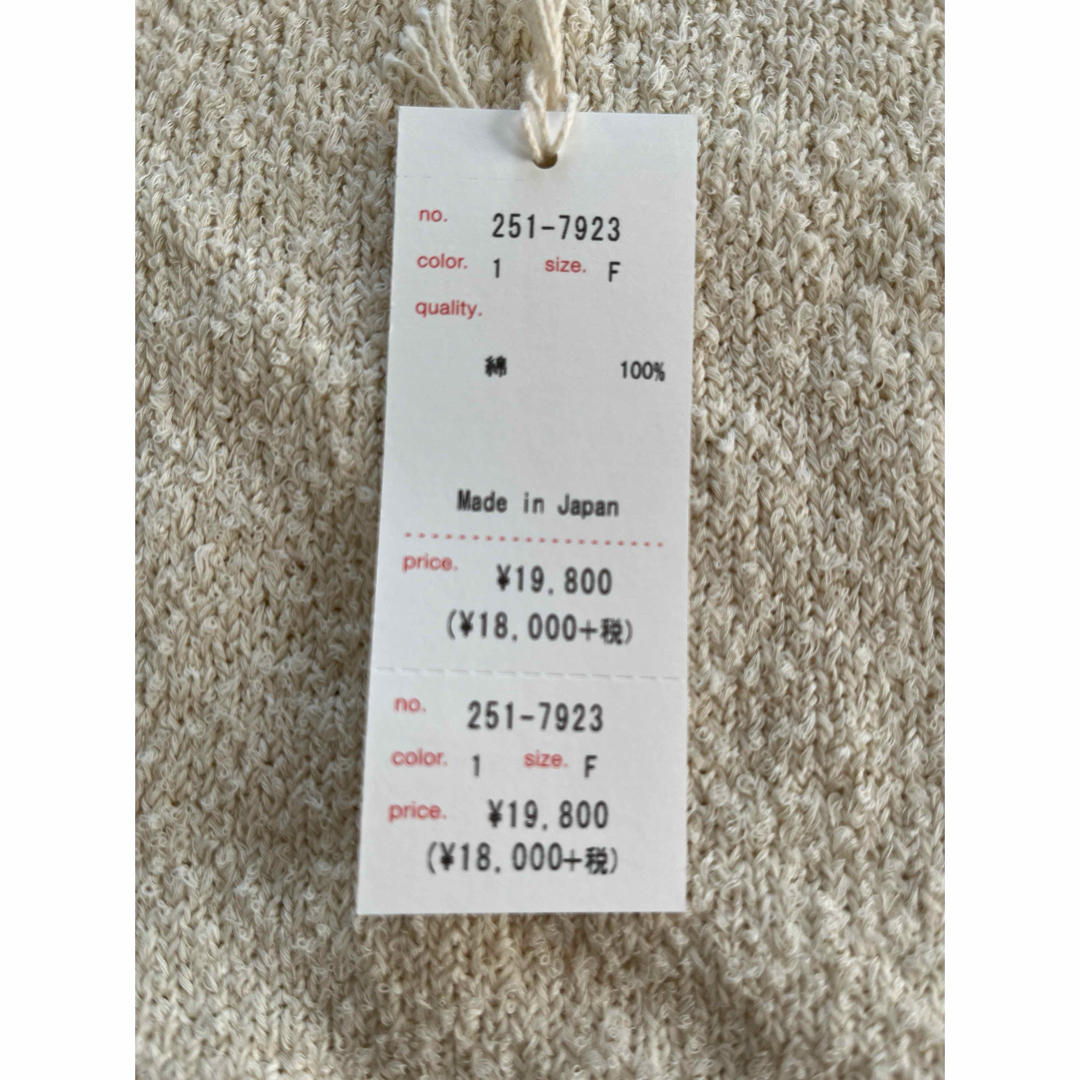 no. 251-7923
color. 1 size. F
quality.
綿 100%
Made in Japan
price. ¥19,800
(¥18,000+税)
no. 251-7923
color. 1 size. F
price. ¥19,800
(¥18,000+税)